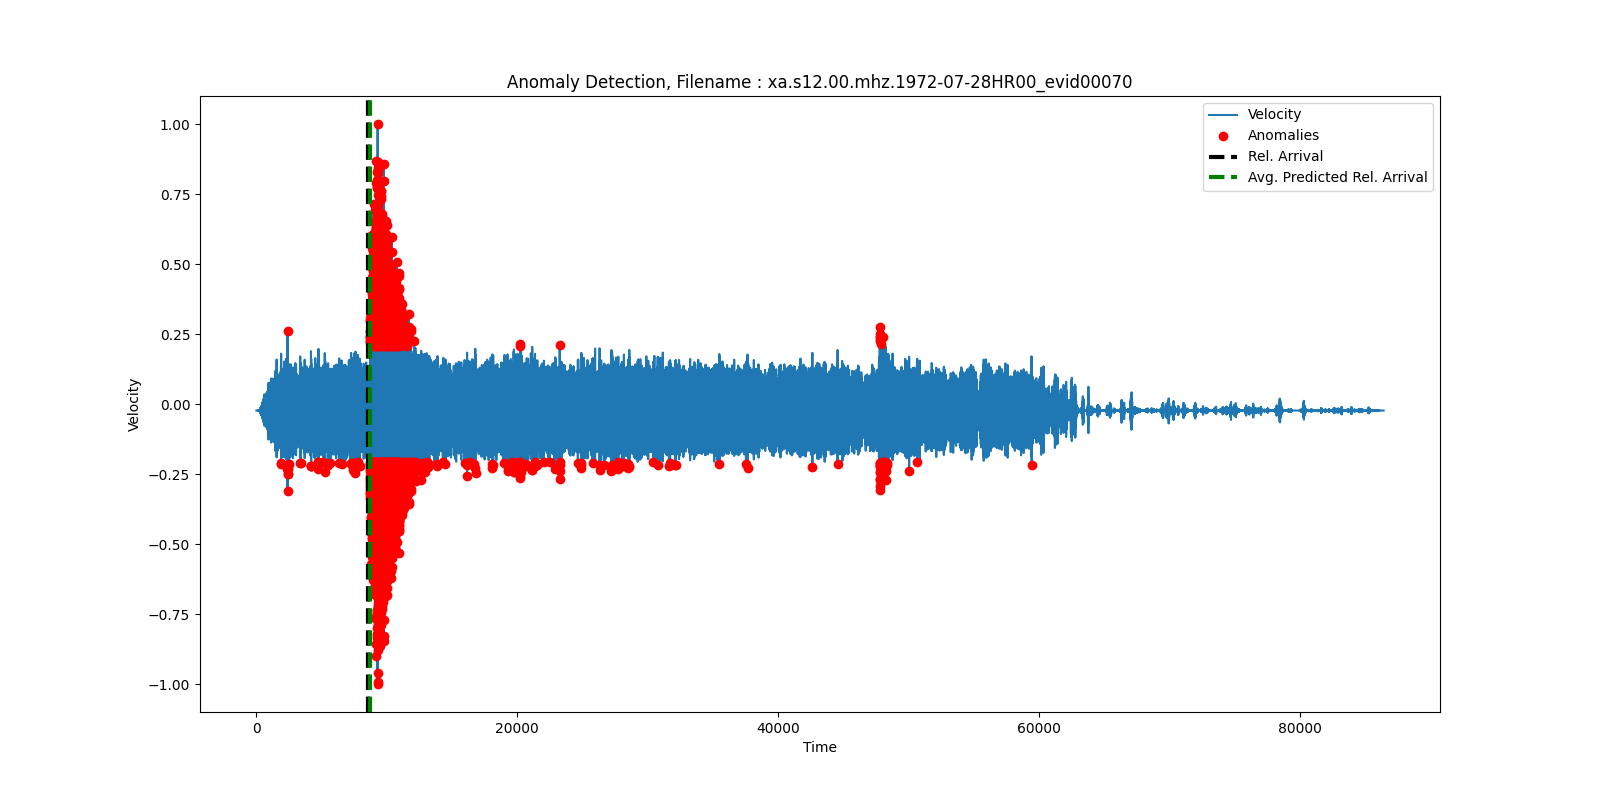 Anomaly Detection, Filename : xa.s12.00.mhz.1972-07-28HR00_evid00070
Velocity
Anomalies
Rel. Arrival
Avg. Predicted Rel. Arrival
1.00
0.75
0.50
0.25
0.00
−0.25
−0.50
−0.75
−1.00
Velocity
0
20000
40000
60000
80000
Time